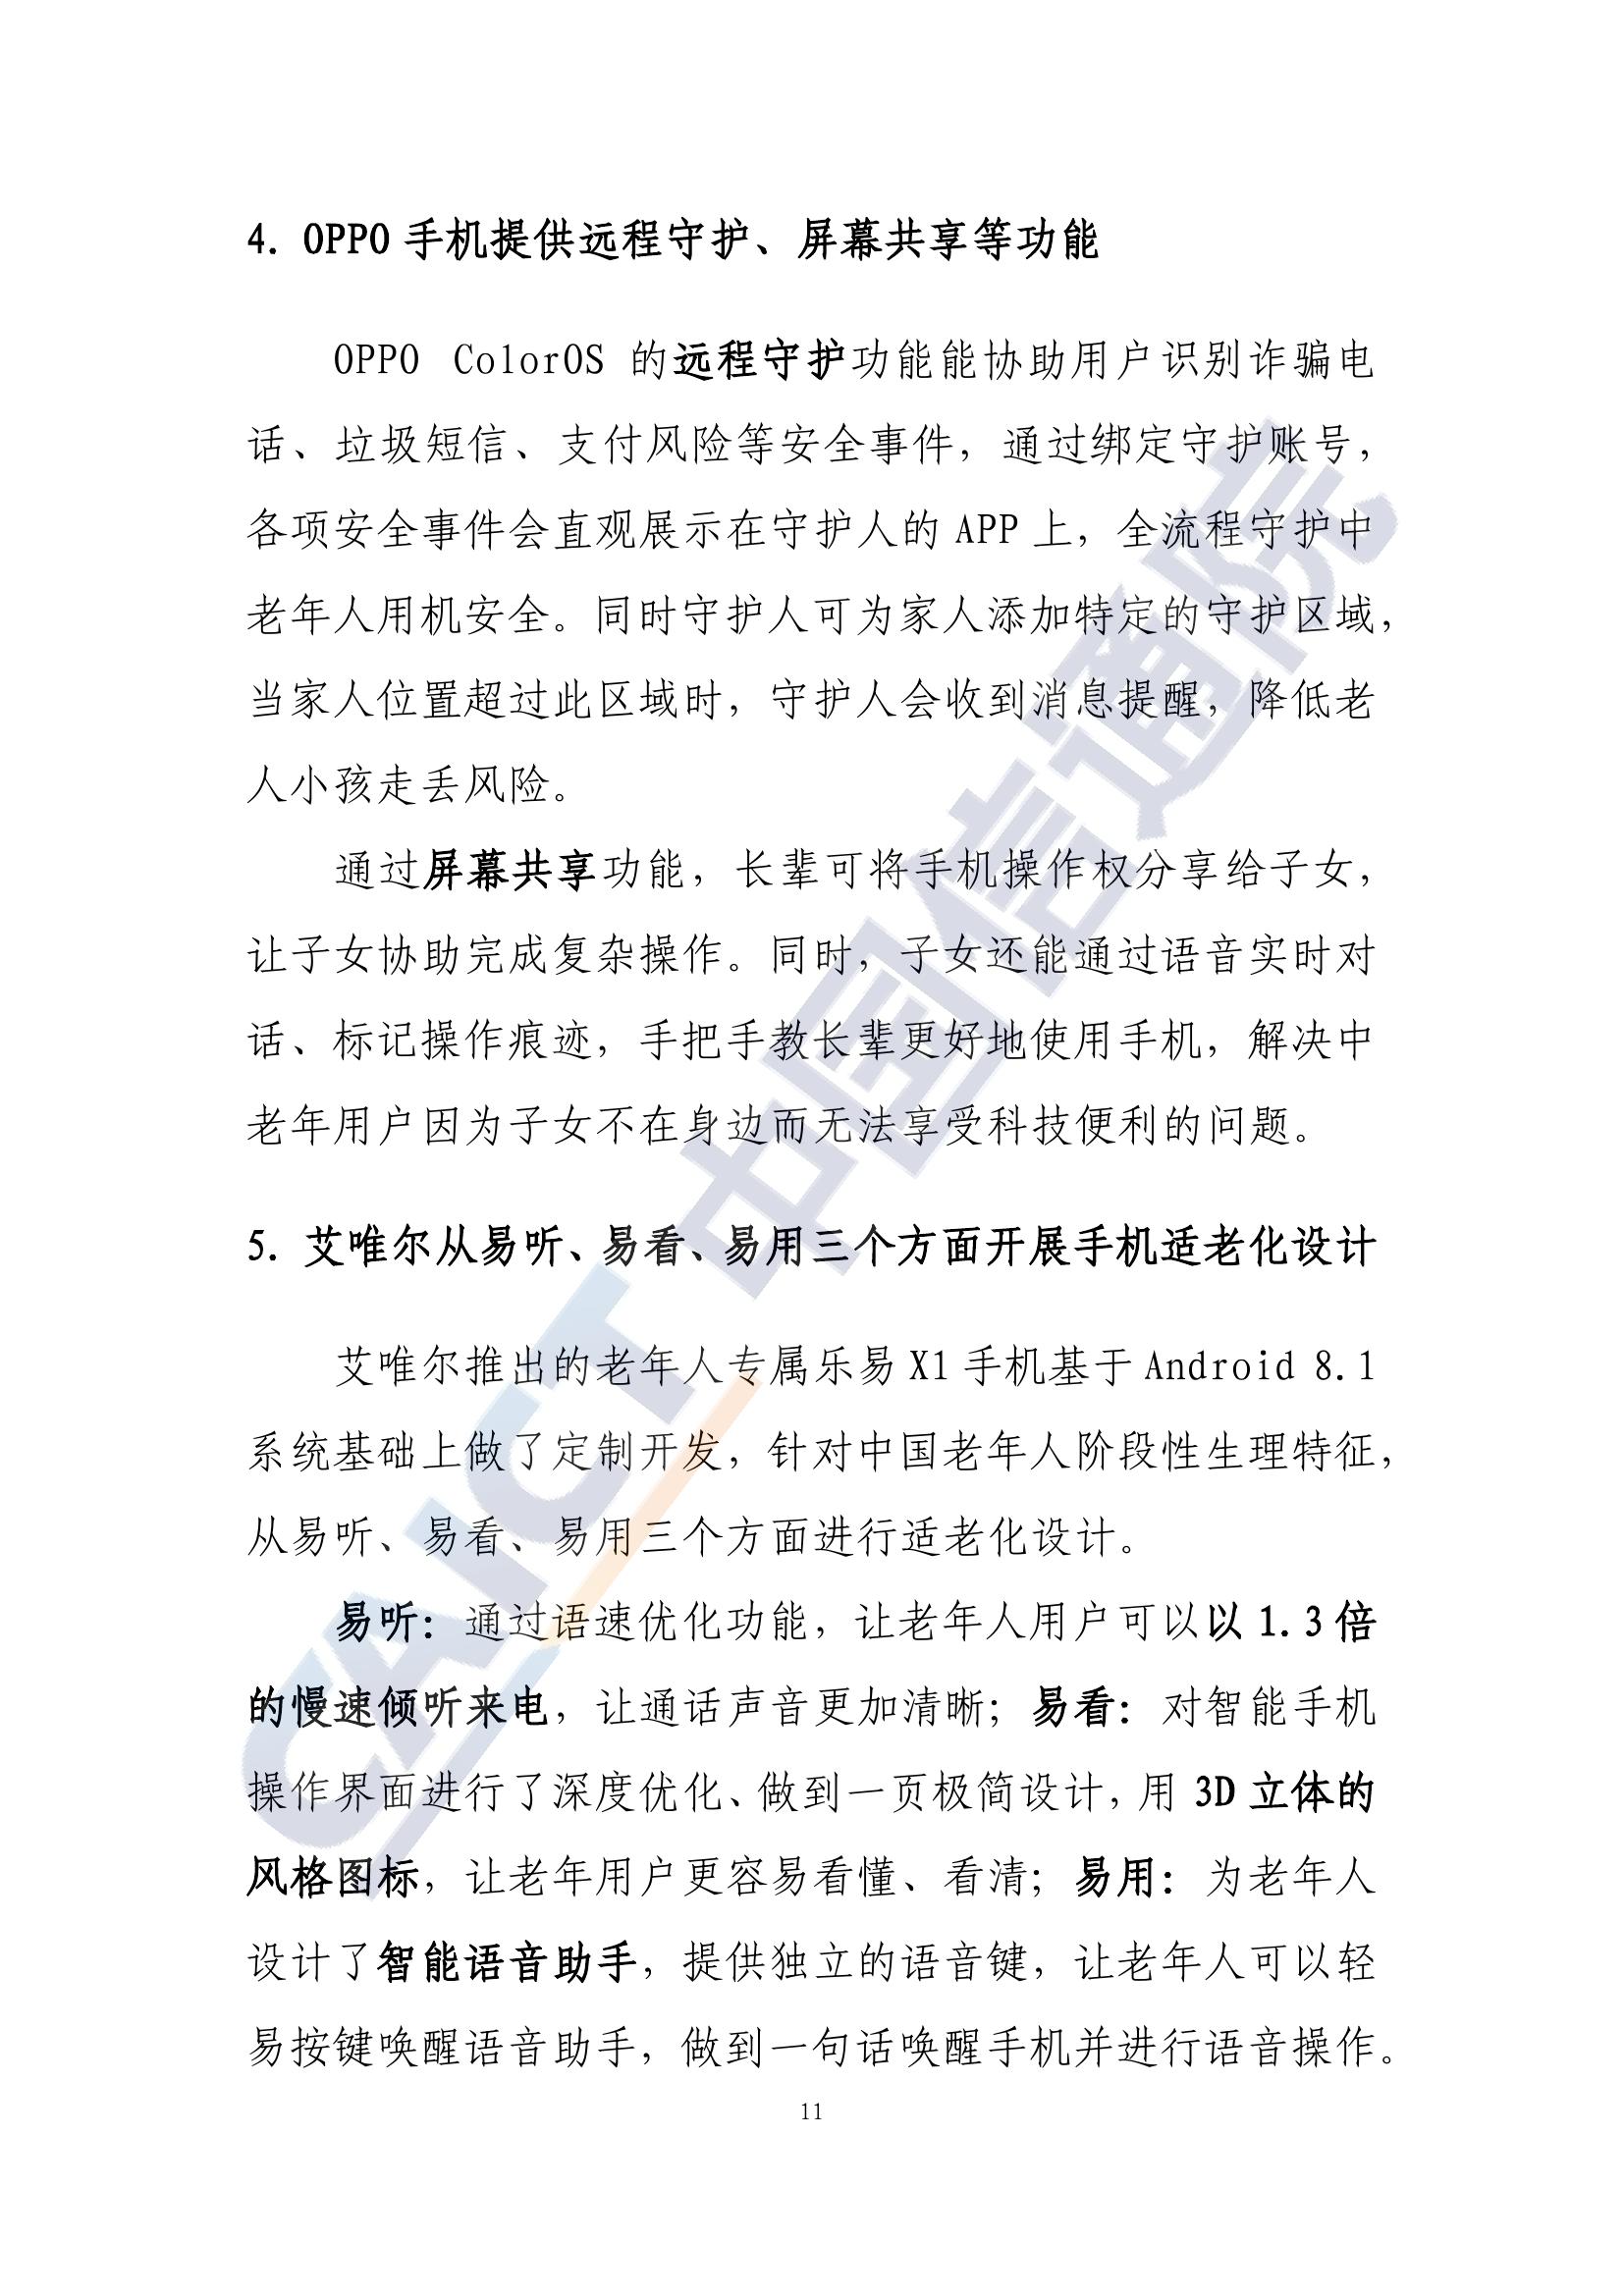 4. OPPO 手机提供远程守护、屏幕共享等功能
OPPO ColorOS 的远程守护功能能协助用户识别诈骗电
话、垃圾短信、支付风险等安全事件，通过绑定守护账号，
各项安全事件会直观展示在守护人的 APP 上，全流程守护中
老年人用机安全。同时守护人可为家人添加特定的守护区域，
当家人位置超过此区域时，守护人会收到消息提醒，降低老
人小孩走丢风险。
通过屏幕共享功能，长辈可将手机操作权分享给子女，
让子女协助完成复杂操作。同时，子女还能通过语音实时对
话、标记操作痕迹，手把手教长辈更好地使用手机，解决中
老年用户因为子女不在身边而无法享受科技便利的问题。
5. 艾唯尔从易听、易看、易用三个方面开展手机适老化设计
艾唯尔推出的老年人专属乐易 X1 手机基于 Android 8.1
系统基础上做了定制开发，针对中国老年人阶段性生理特征，
从易听、易看、易用三个方面进行适老化设计。
易听：通过语速优化功能，让老年人用户可以以 1.3 倍
的慢速倾听来电，让通话声音更加清晰；易看：对智能手机
操作界面进行了深度优化、做到一页极简设计，用 3D 立体的
风格图标，让老年用户更容易看懂、看清；易用：为老年人
设计了智能语音助手，提供独立的语音键，让老年人可以轻
易按键唤醒语音助手，做到一句话唤醒手机并进行语音操作。
11
CAICT 中国信通院